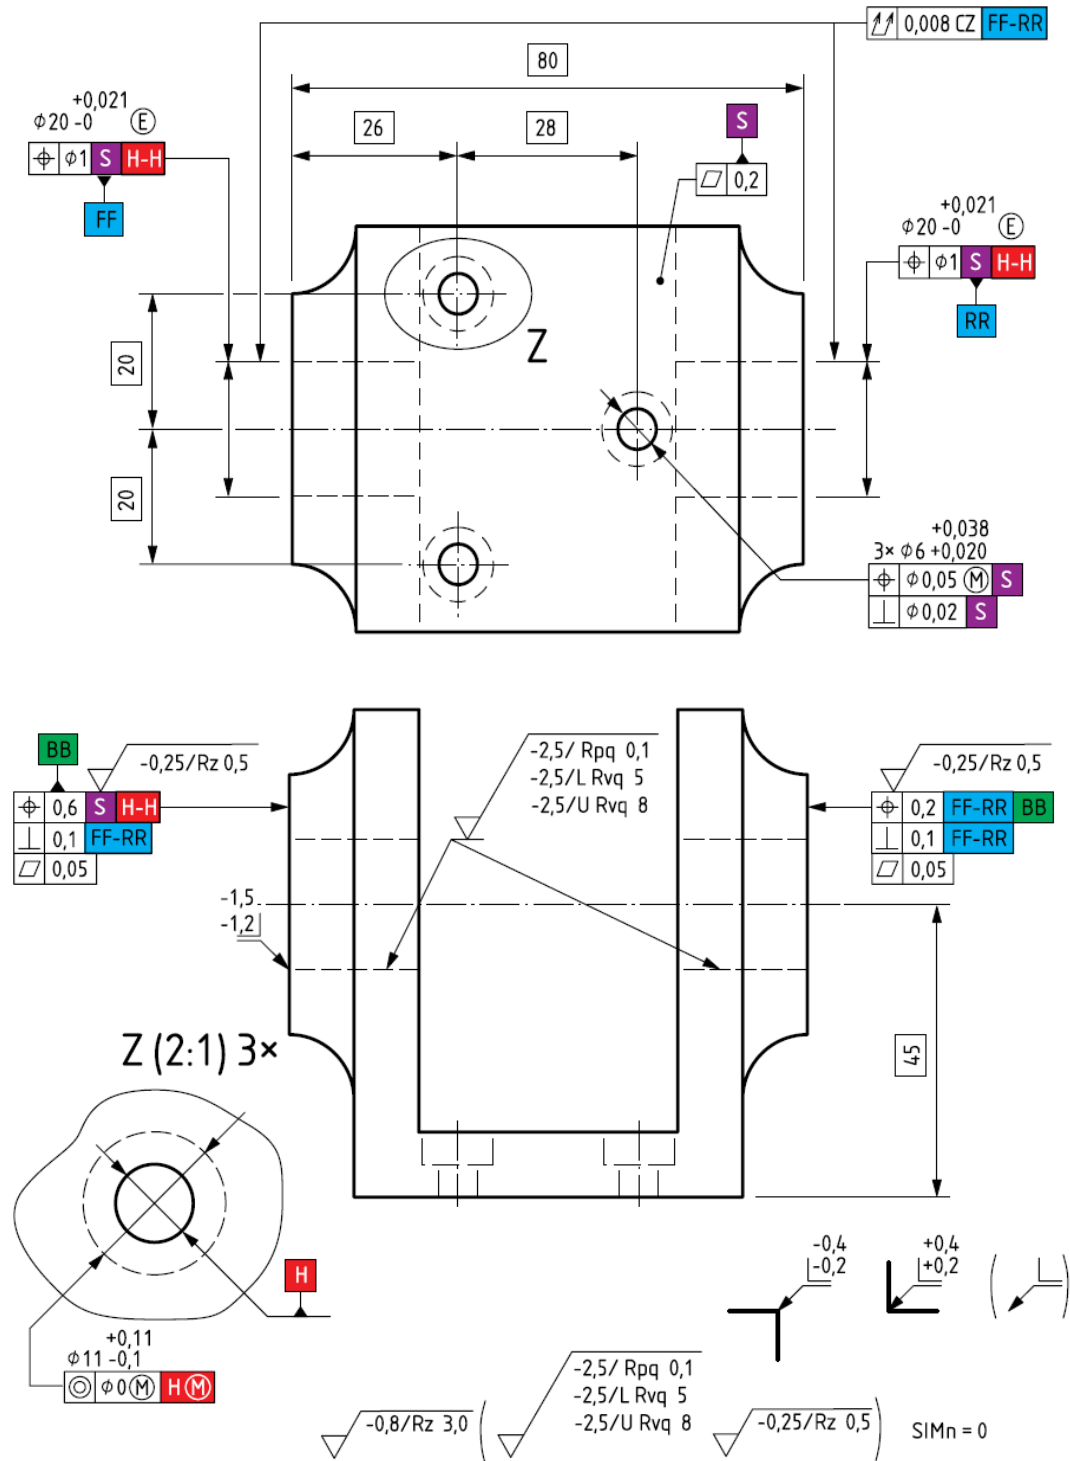 0,008 CZ FF-RR
80
+0,021
ϕ20 -0 Ⓔ
ϕ1 S H-H
FF
26
28
S
0,2
+0,021
ϕ20 -0 Ⓔ
ϕ1 S H-H
RR
Z
20
20
+0,038
3× ϕ6 +0,020
ϕ0,05 Ⓜ S
ϕ0,02 S
BB
-0,25/Rz 0,5
0,6 S H-H
0,1 FF-RR
0,05
-2,5/ Rpq 0,1
-2,5/L Rvq 5
-2,5/U Rvq 8
-0,25/Rz 0,5
0,2 FF-RR BB
0,1 FF-RR
0,05
-1,5
-1,2
45
Z (2:1) 3×
H
+0,11
ϕ11 -0,1
ϕ0 Ⓜ H Ⓜ
-0,4
-0,2
+0,4
+0,2
-0,8/Rz 3,0
-2,5/ Rpq 0,1
-2,5/L Rvq 5
-2,5/U Rvq 8
-0,25/Rz 0,5
SIMn = 0